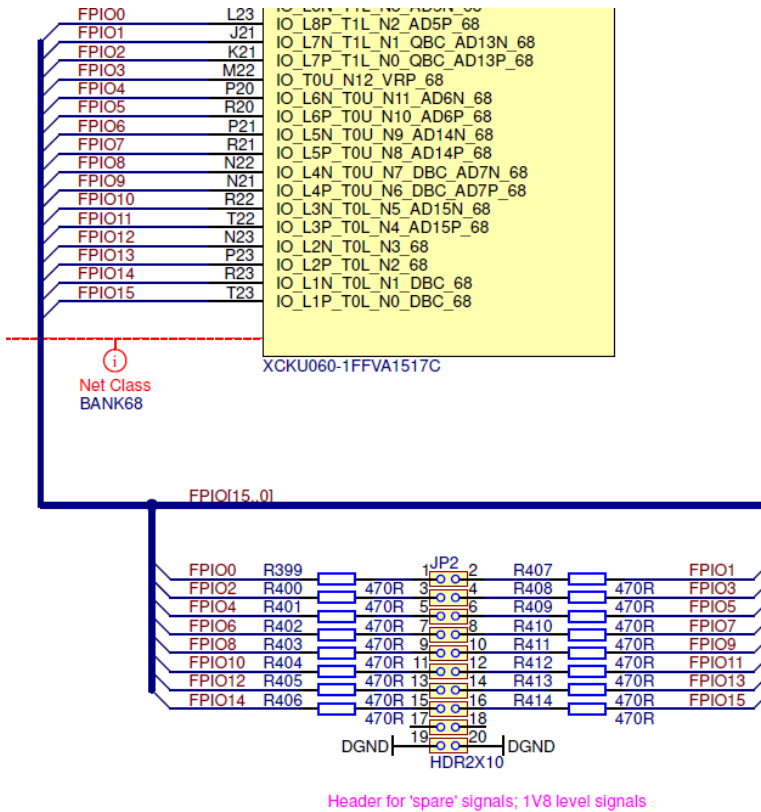 FPIO0 L23 IO_L8P_T1L_N2_AD5P_68
FPIO1 J21 IO_L7N_T1L_N1_QBC_AD13N_68
FPIO2 K21 IO_L7P_T1L_N0_QBC_AD13P_68
FPIO3 M22 IO_T0U_N12_VRP_68
FPIO4 P20 IO_L6N_T0U_N11_AD6N_68
FPIO5 R20 IO_L6P_T0U_N10_AD6P_68
FPIO6 P21 IO_L5N_T0U_N9_AD14N_68
FPIO7 R21 IO_L5P_T0U_N8_AD14P_68
FPIO8 N22 IO_L4N_T0U_N7_DBC_AD7N_68
FPIO9 N21 IO_L4P_T0U_N6_DBC_AD7P_68
FPIO10 R22 IO_L3N_T0L_N5_AD15N_68
FPIO11 T22 IO_L3P_T0L_N4_AD15P_68
FPIO12 N23 IO_L2N_T0L_N3_68
FPIO13 P23 IO_L2P_T0L_N2_68
FPIO14 R23 IO_L1N_T0L_N1_DBC_68
FPIO15 T23 IO_L1P_T0L_N0_DBC_68
XCKU060-1FFVA1517C
i
Net Class
BANK68
FPIO[15..0]
JP2
FPIO0 R399 470R 1 2 R407 470R FPIO1
FPIO2 R400 470R 3 4 R408 470R FPIO3
FPIO4 R401 470R 5 6 R409 470R FPIO5
FPIO6 R402 470R 7 8 R410 470R FPIO7
FPIO8 R403 470R 9 10 R411 470R FPIO9
FPIO10 R404 470R 11 12 R412 470R FPIO11
FPIO12 R405 470R 13 14 R413 470R FPIO13
FPIO14 R406 470R 15 16 R414 470R FPIO15
17 18
DGND 19 20 DGND
HDR2X10
Header for 'spare' signals; 1V8 level signals